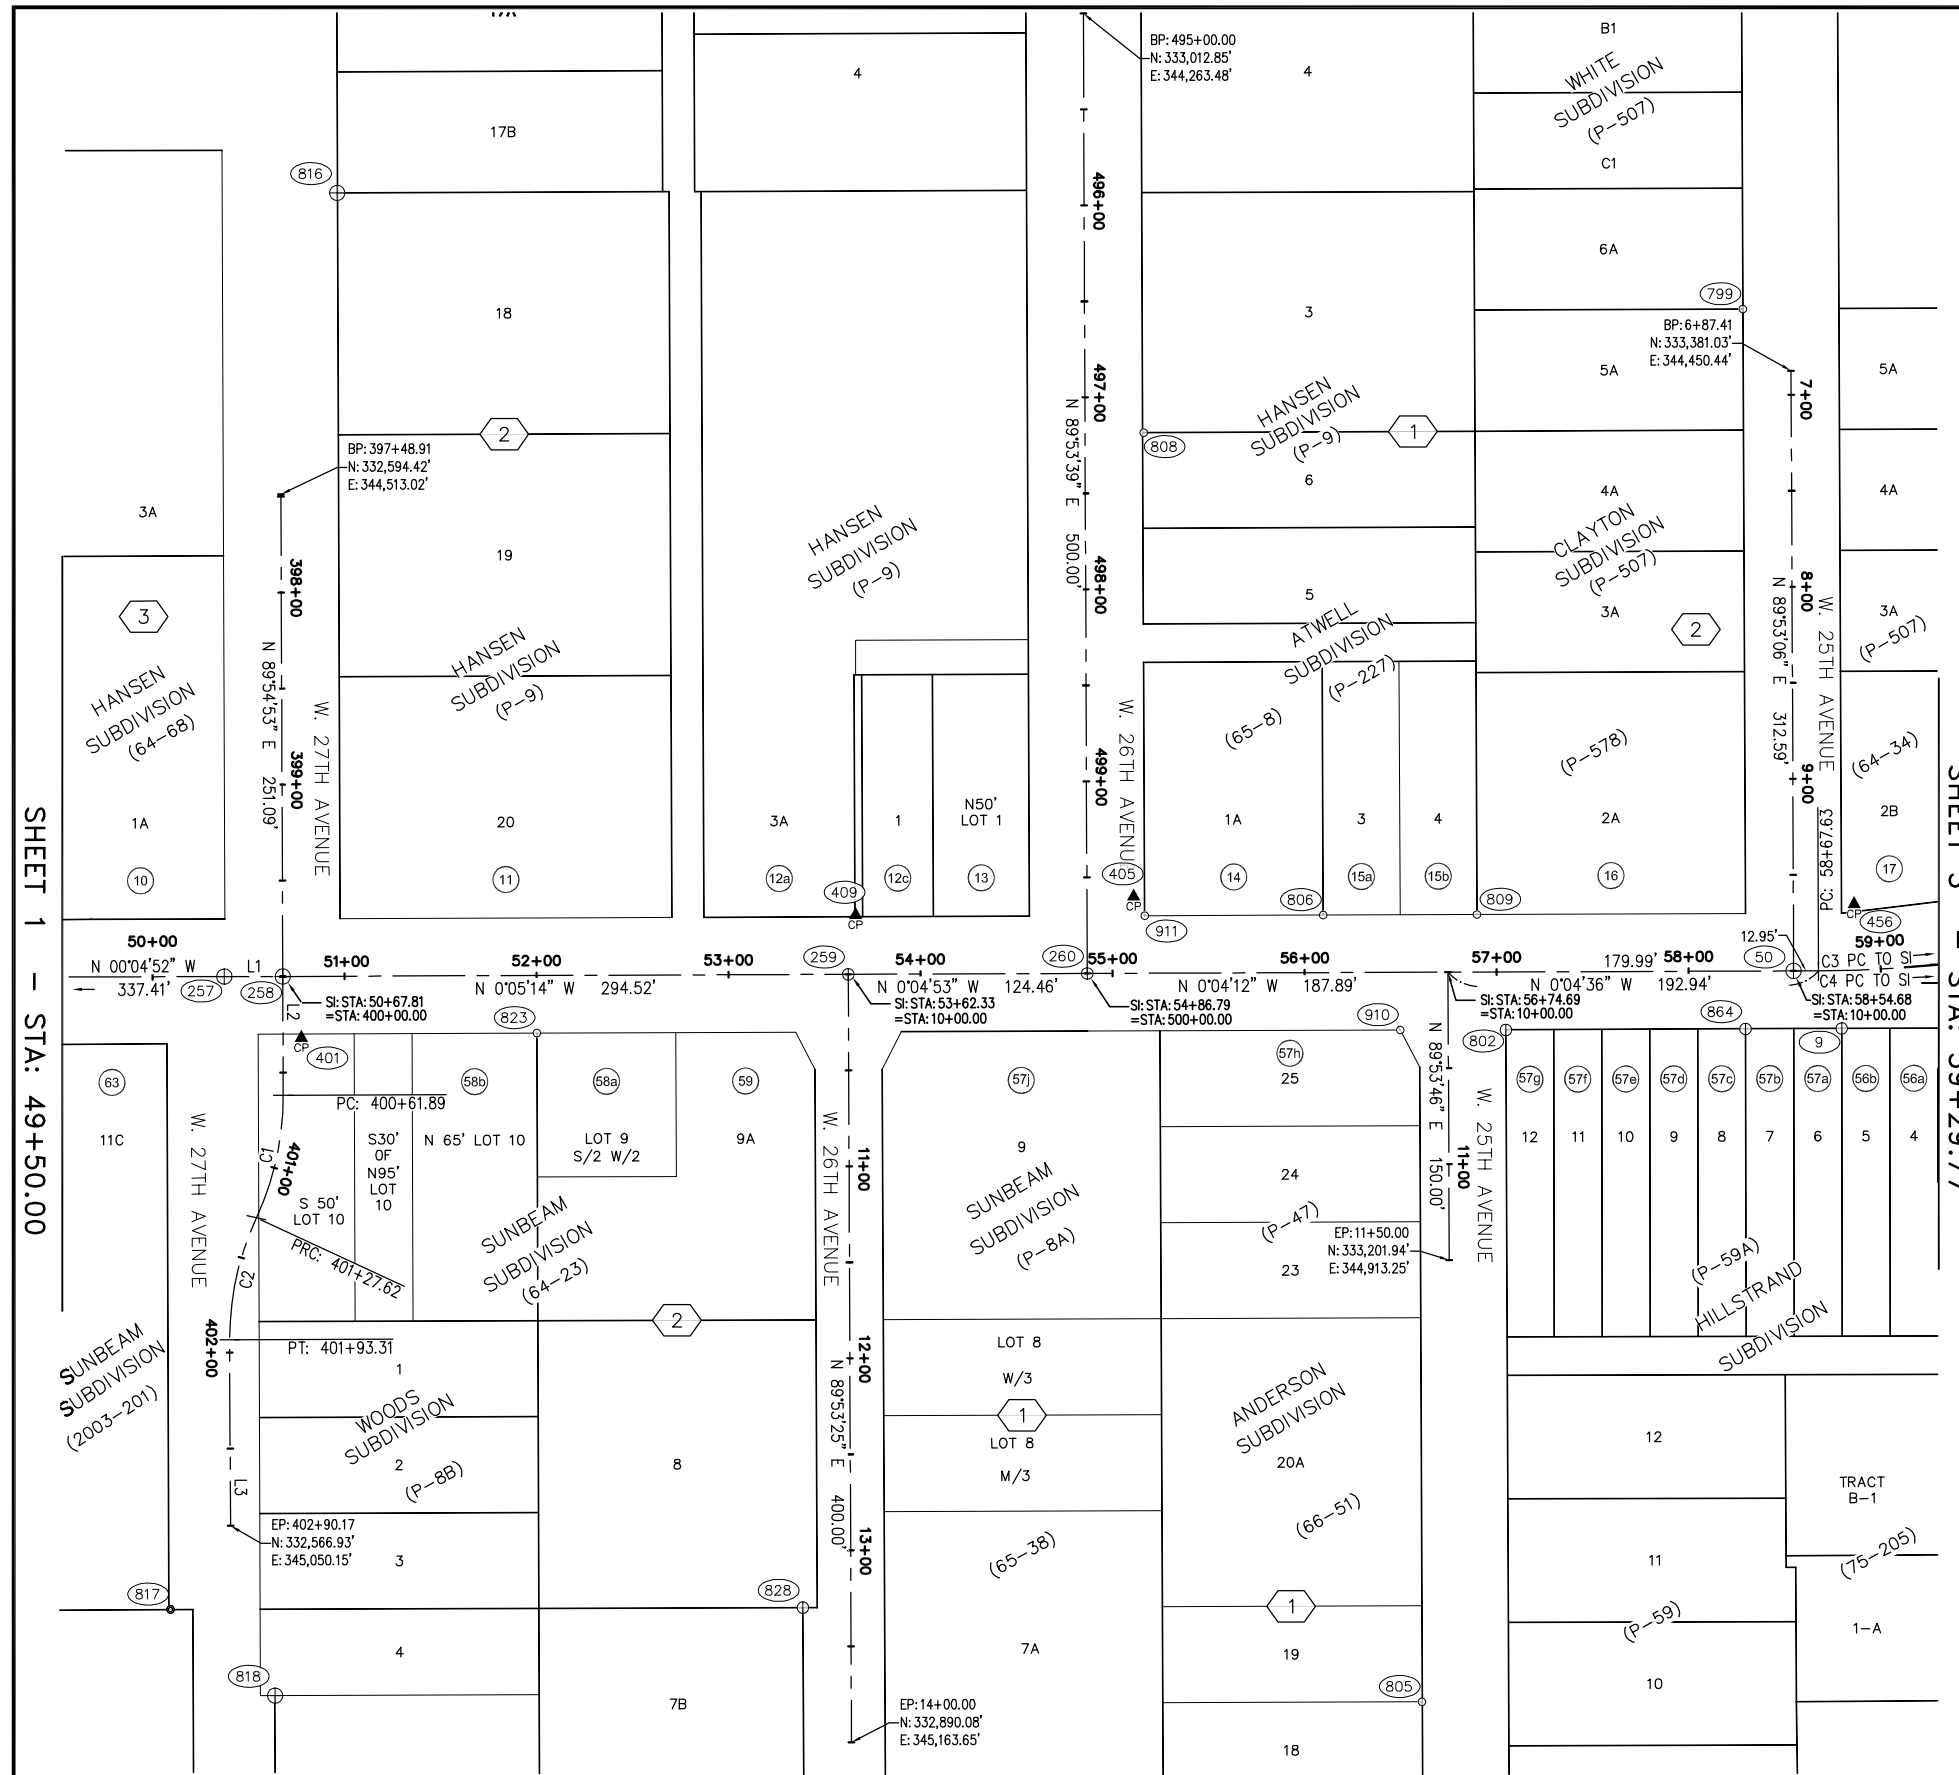 17A
4
BP: 495+00.00
N: 333,012.85'
E: 344,263.48'
4
B1
WHITE
SUBDIVISION
(P-507)
17B
C1
816
496+00
18
3
6A
799
BP: 6+87.41
N: 333,381.03'
E: 344,450.44'
5A
5A
7+00
497+00
N 89°53'39" E 500.00'
HANSEN
SUBDIVISION
(P-9)
1
2
808
BP: 397+48.91
N: 332,594.42'
E: 344,513.02'
3A
6
4A
4A
HANSEN
SUBDIVISION
(P-9)
CLAYTON
SUBDIVISION
(P-507)
19
398+00
498+00
5
8+00
N 89°53'06" E 312.59'
W. 25TH AVENUE
3A
3A
(P-507)
3
ATWELL
SUBDIVISION
(P-227)
2
HANSEN
SUBDIVISION
(64-68)
N 89°54'53" E 251.09'
HANSEN
SUBDIVISION
(P-9)
W. 27TH AVENUE
399+00
499+00
W. 26TH AVENU
(65-8)
(P-578)
9+00
(64-34)
1A
20
3A
1
N50'
LOT 1
1A
3
4
2A
PC: 58+67.63
2B
10
11
12a
409
12c
13
405
14
15a
15b
16
17
CP
CP
806
809
CP
456
911
SHEET 1 - STA: 49+50.00
50+00
N 00°04'52" W
337.41'
257
L1
258
51+00
52+00
53+00
259
54+00
260
55+00
56+00
57+00
179.99'
58+00
12.95'
50
59+00
C3 PC TO SI
C4 PC TO SI
N 0°05'14" W 294.52'
N 0°04'53" W 124.46'
N 0°04'12" W 187.89'
N 0°04'36" W 192.94'
SI: STA: 50+67.81
=STA: 400+00.00
SI: STA: 53+62.33
=STA: 10+00.00
SI: STA: 54+86.79
=STA: 500+00.00
SI: STA: 56+74.69
=STA: 10+00.00
SI: STA: 58+54.68
=STA: 10+00.00
L2
823
910
802
864
9
CP
401
63
58b
58a
59
57j
57h
25
57g
57f
57e
57d
57c
57b
57a
56b
56a
PC: 400+61.89
11C
W. 27TH AVENUE
401+00
C1
S30'
OF
N95'
LOT
10
N 65' LOT 10
LOT 9
S/2 W/2
9A
W. 26TH AVENUE
11+00
9
N 89°53'46" E 150.00'
11+00
W. 25TH AVENUE
12
11
10
9
8
7
6
5
4
24
S 50'
LOT 10
SUNBEAM
SUBDIVISION
(64-23)
SUNBEAM
SUBDIVISION
(P-8A)
(P-47)
PRC: 401+27.62
C2
EP: 11+50.00
N: 333,201.94'
E: 344,913.25'
23
(P-59A)
HILLSTRAND
SUBDIVISION
402+00
PT: 401+93.31
1
2
12+00
LOT 8
W/3
SUNBEAM
SUBDIVISION
(2003-201)
WOODS
SUBDIVISION
(P-8B)
1
N 89°53'25" E 400.00'
ANDERSON
SUBDIVISION
LOT 8
M/3
12
L3
2
8
20A
TRACT
B-1
(66-51)
(75-205)
EP: 402+90.17
N: 332,566.93'
E: 345,050.15'
3
13+00
(65-38)
11
817
828
1
(P-59)
1-A
4
7A
19
818
7B
805
10
EP: 14+00.00
N: 332,890.08'
E: 345,163.65'
18